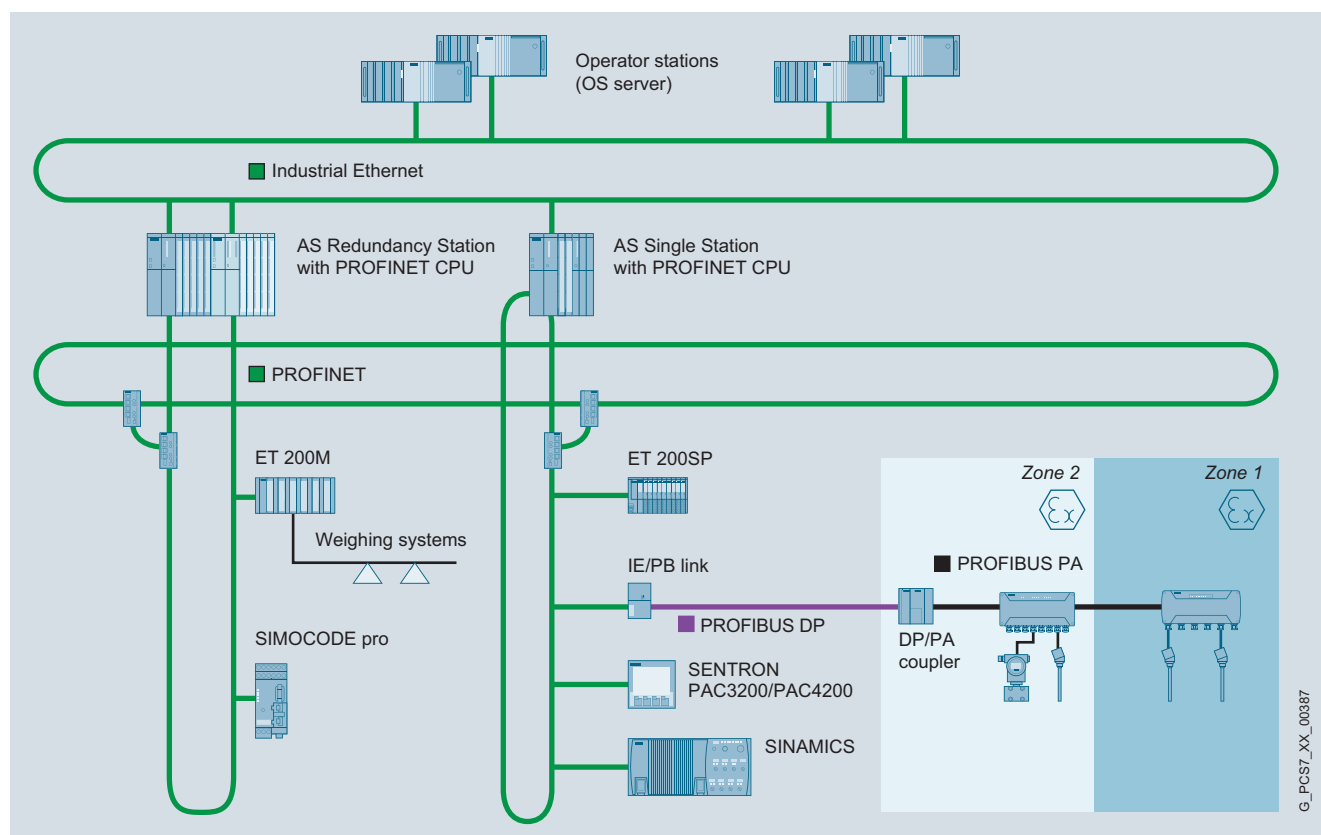 Operator stations
(OS server)
Industrial Ethernet
AS Redundancy Station
with PROFINET CPU
AS Single Station
with PROFINET CPU
PROFINET
ET 200M
Weighing systems
SIMOCODE pro
ET 200SP
IE/PB link
PROFIBUS DP
SENTRON
PAC3200/PAC4200
SINAMICS
Zone 2
Zone 1
Ex
Ex
PROFIBUS PA
DP/PA
coupler
G_PCS7_XX_00387